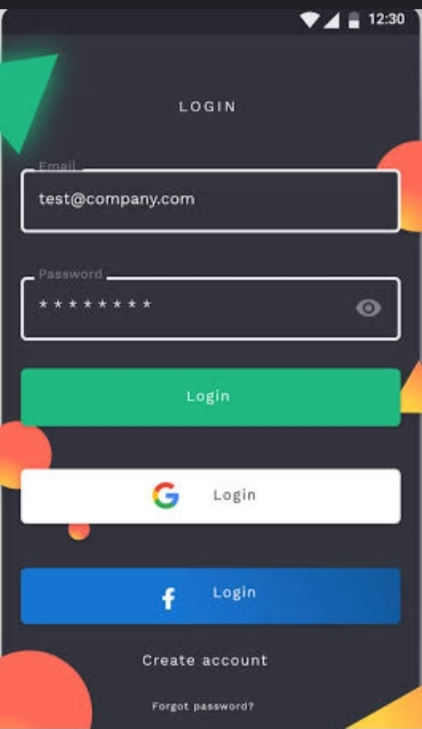 12:30
LOGIN
Email
test@company.com
Password
* * * * * * * *
Login
Login
Login
Create account
Forgot password?